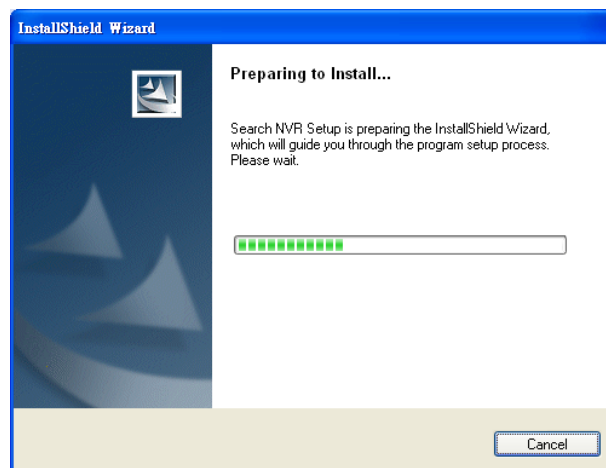 InstallShield Wizard
Preparing to Install...
Search NVR Setup is preparing the InstallShield Wizard,
which will guide you through the program setup process.
Please wait.
Cancel